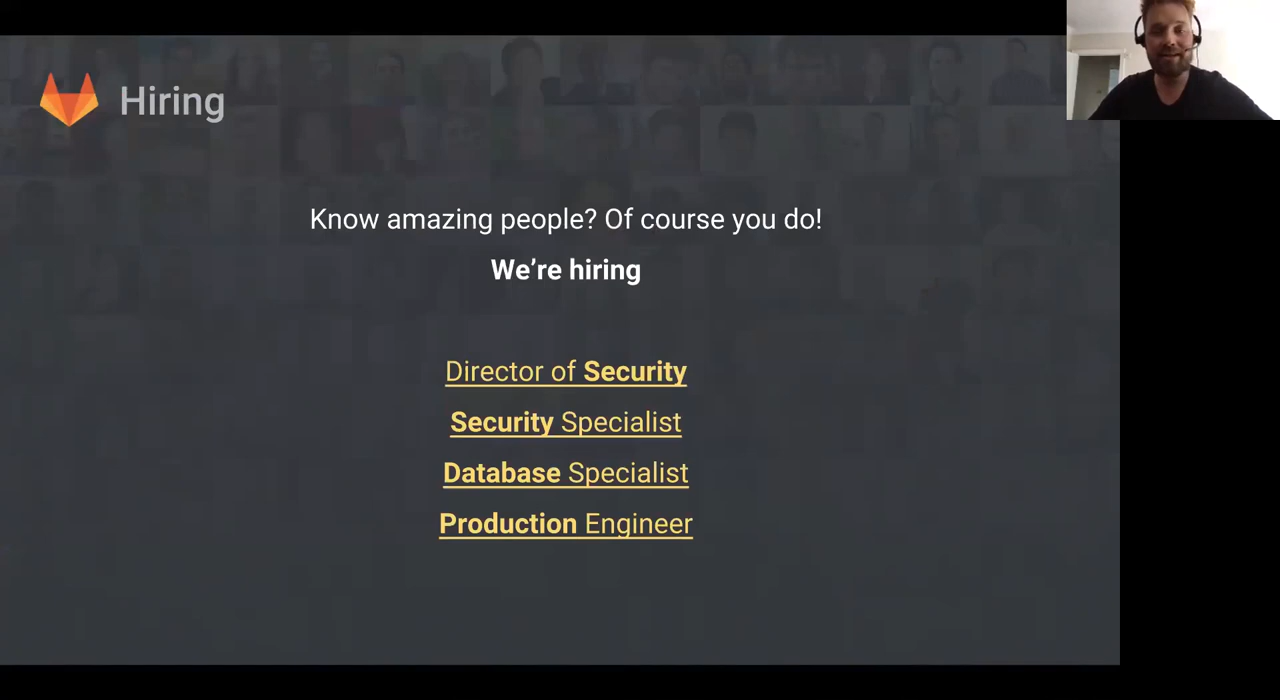 Hiring
Know amazing people? Of course you do!
We're hiring
Director of Security
Security Specialist
Database Specialist
Production Engineer